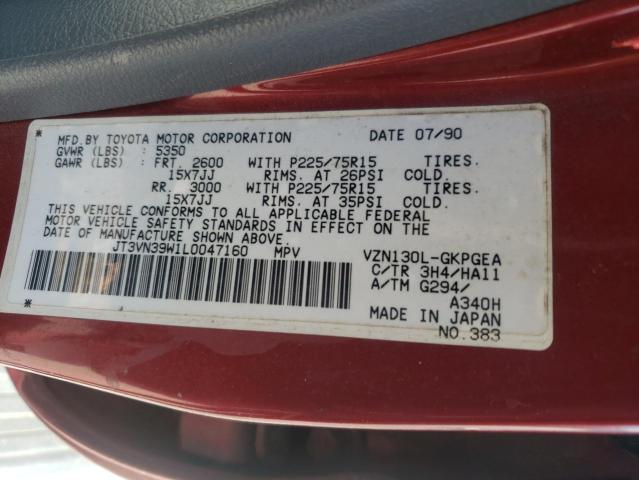 MFD.BY TOYOTA MOTOR CORPORATION DATE 07/90
GVWR (LBS) : 5350
GAWR (LBS) : FRT. 2600 WITH P225/75R15 TIRES.
15X7JJ RIMS. AT 26PSI COLD.
RR. 3000 WITH P225/75R15 TIRES.
15X7JJ RIMS. AT 35PSI COLD.
THIS VEHICLE CONFORMS TO ALL APPLICABLE FEDERAL
MOTOR VEHICLE SAFETY STANDARDS IN EFFECT ON THE
DATE OF MANUFACTURE SHOWN ABOVE.
JT3VN39W1L0047160 MPV VZN130L-GKPGEA
C/TR 3H4/HA11
A/TM G294/
A340H
MADE IN JAPAN
NO.383